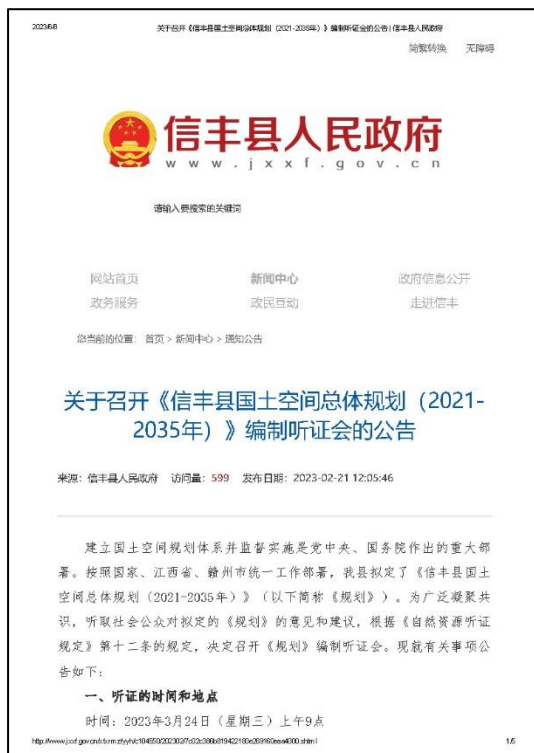 2023/6/8 关于召开《信丰县国土空间总体规划（2021-2035年）》编制听证会的公告 | 信丰县人民政府
简繁转换 无障碍
信丰县人民政府
www.jxxf.gov.cn
请输入要搜索的关键词
网站首页 新闻中心 政府信息公开
政务服务 政民互动 走进信丰
您当前的位置： 首页 > 新闻中心 > 通知公告
关于召开《信丰县国土空间总体规划（2021-
2035年）》编制听证会的公告
来源：信丰县人民政府 访问量：599 发布日期：2023-02-21 12:05:46
建立国土空间规划体系并监督实施是党中央、国务院作出的重大部
署。按照国家、江西省、赣州市统一工作部署，我县拟定了《信丰县国土
空间总体规划（2021-2035年）》（以下简称《规划》）。为广泛凝聚共
识，听取社会公众对拟定的《规划》的意见和建议，根据《自然资源听证
规定》第十二条的规定，决定召开《规划》编制听证会。现就有关事项公
告如下：
一、听证的时间和地点
时间：2023年3月24日（星期三）上午9点
1/5